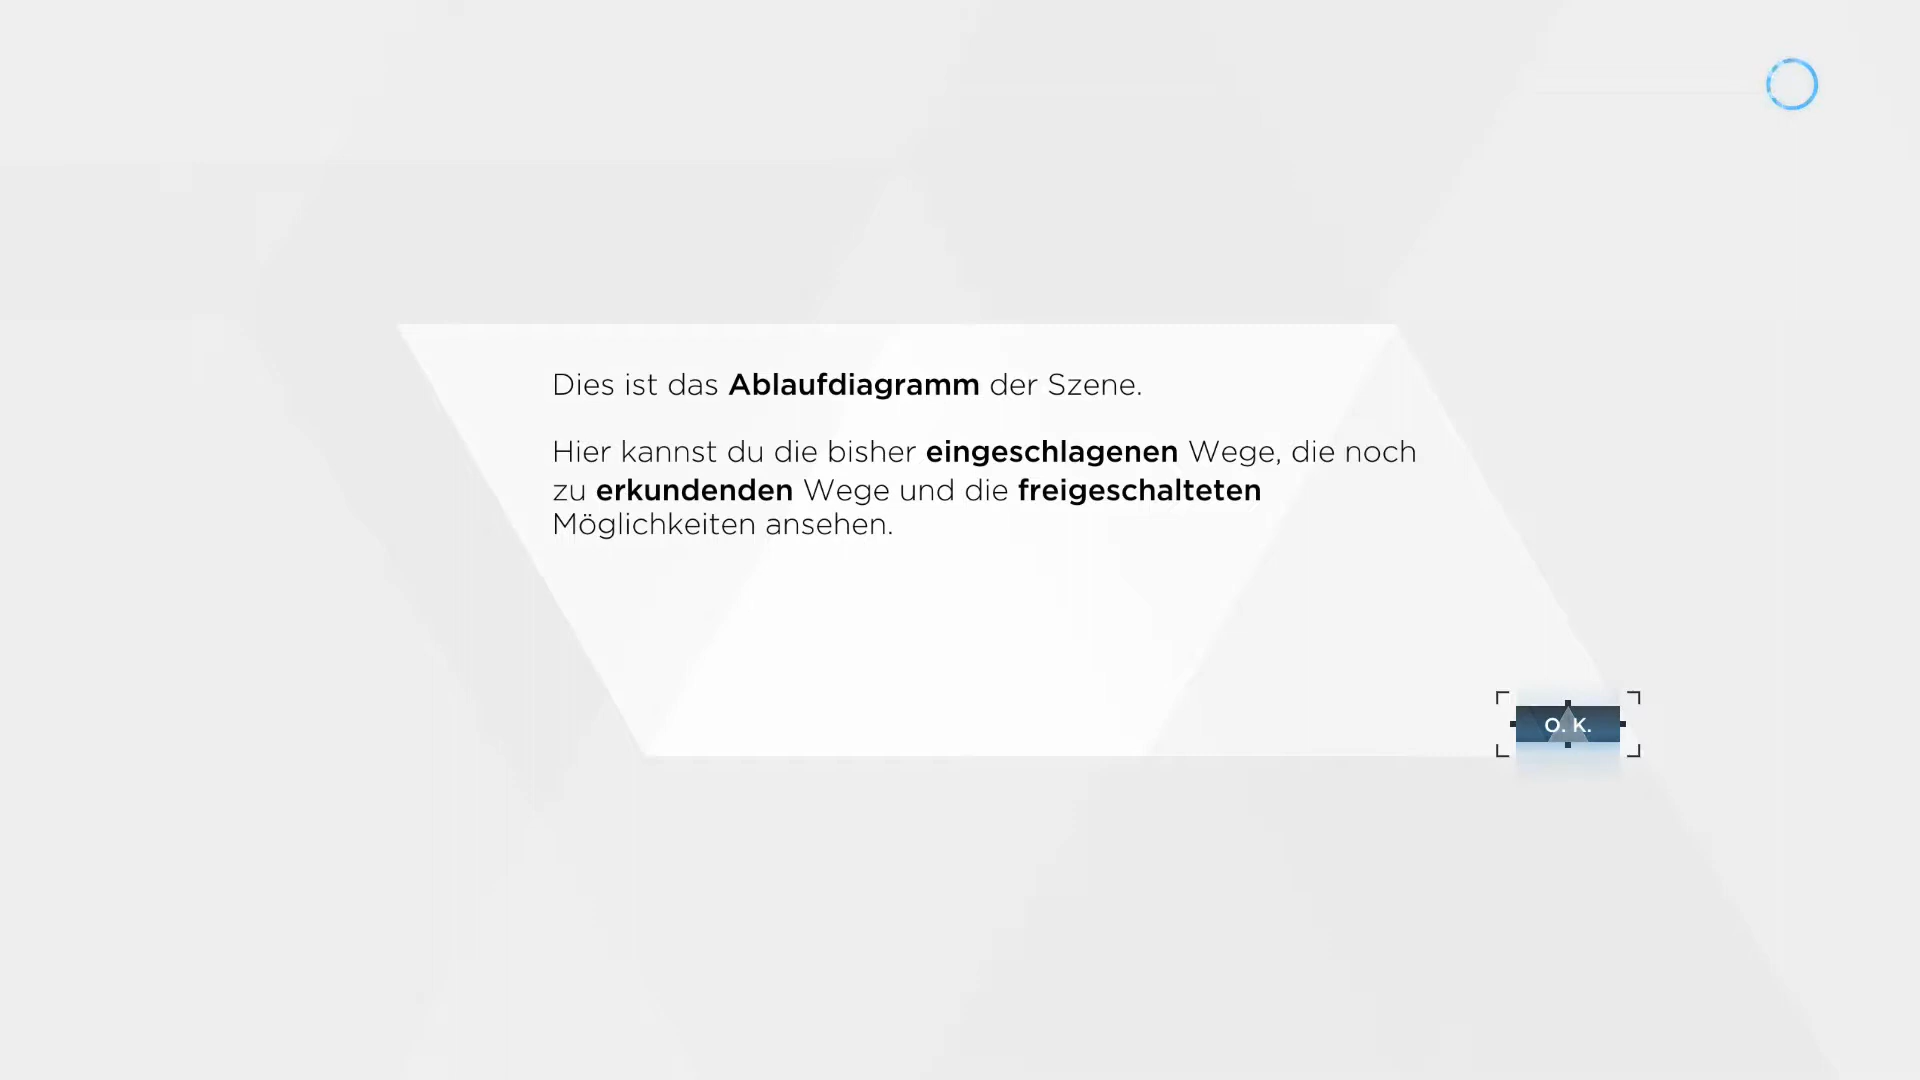 Dies ist das Ablaufdiagramm der Szene.
Hier kannst du die bisher eingeschlagenen Wege, die noch
zu erkundenden Wege und die freigeschalteten
Möglichkeiten ansehen.
O. K.